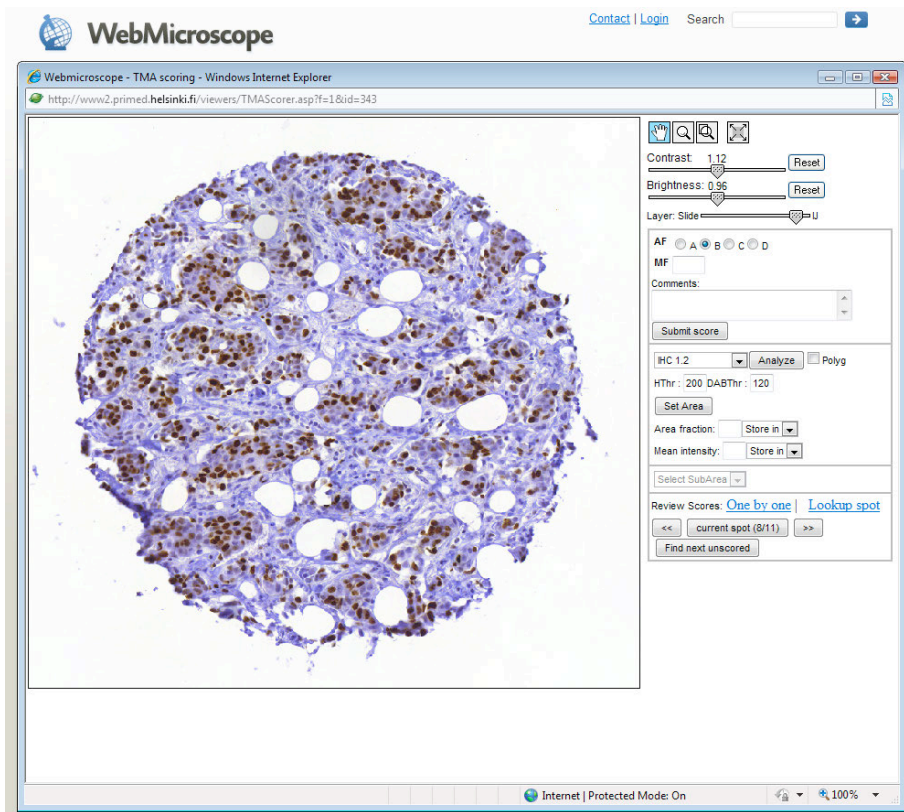 WebMicroscope
Contact | Login Search
Webmicroscope - TMA scoring - Windows Internet Explorer
http://www2.primed.helsinki.fi/viewers/TMAScorer.asp?f=1&id=343
Contrast: 1.12 Reset
Brightness: 0.96 Reset
Layer: Slide IJ
AF A B C D
MF
Comments:
Submit score
IHC 1.2 Analyze Polyg
HThr : 200 DABThr : 120
Set Area
Area fraction: Store in
Mean intensity: Store in
Select SubArea
Review Scores: One by one | Lookup spot
<< current spot (8/11) >>
Find next unscored
Internet | Protected Mode: On 100%